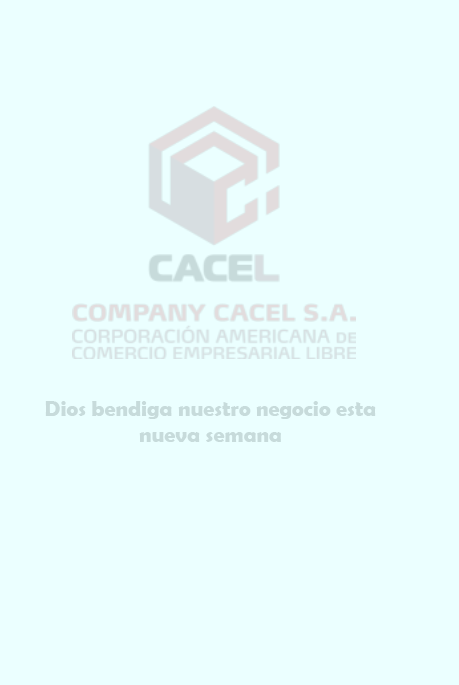 CACEL
COMPANY CACEL S.A.
CORPORACIÓN AMERICANA DE
COMERCIO EMPRESARIAL LIBRE
Dios bendiga nuestro negocio esta
nueva semana